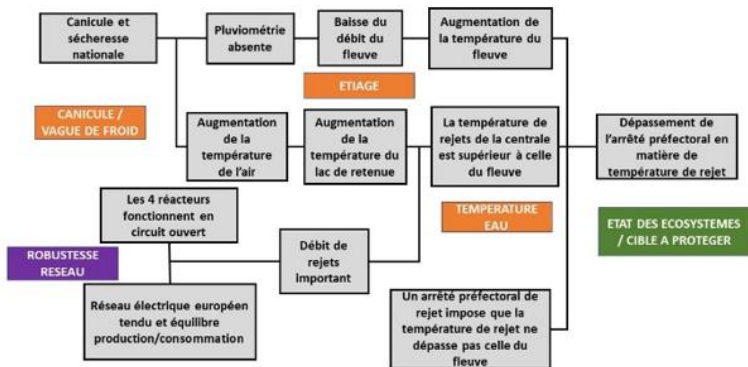 Canicule et
sécheresse
nationale
Pluviométrie
absente
Baisse du
débit du
fleuve
Augmentation de
la température du
fleuve
CANICULE /
VAGUE DE FROID
ETIAGE
Augmentation
de la
température
de l'air
Augmentation
de la
température du
lac de retenue
La température de
rejets de la centrale
est supérieur à celle
du fleuve
Dépassement de
l'arrêté préfectoral en
matière de
température de rejet
Les 4 réacteurs
fonctionnent en
circuit ouvert
TEMPERATURE
EAU
ETAT DES ECOSYSTEMES
/ CIBLE A PROTEGER
ROBUSTESSE
RESEAU
Débit de
rejets
important
Réseau électrique européen
tendu et équilibre
production/consommation
Un arrêté préfectoral de
rejet impose que la
température de rejet ne
dépasse pas celle du
fleuve